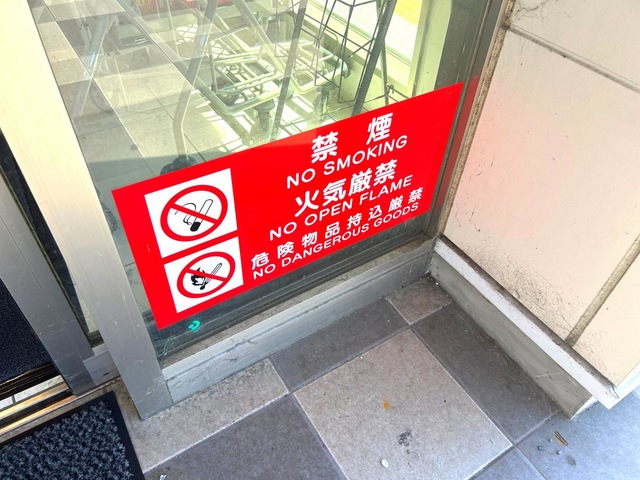 禁煙
NO SMOKING
火気厳禁
NO OPEN FLAME
危険物品持込厳禁
NO DANGEROUS GOODS